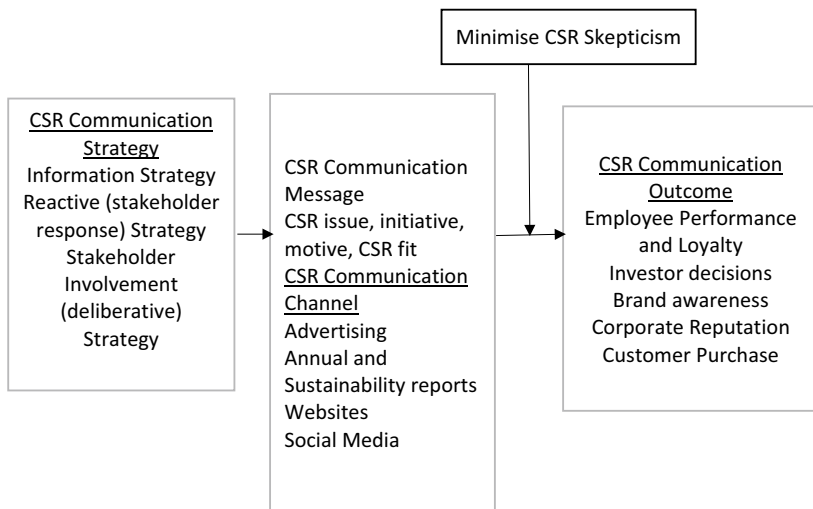 Minimise CSR Skepticism
CSR Communication
Strategy
Information Strategy
Reactive (stakeholder
response) Strategy
Stakeholder
Involvement
(deliberative)
Strategy
CSR Communication
Message
CSR issue, initiative,
motive, CSR fit
CSR Communication
Channel
Advertising
Annual and
Sustainability reports
Websites
Social Media
CSR Communication
Outcome
Employee Performance
and Loyalty
Investor decisions
Brand awareness
Corporate Reputation
Customer Purchase